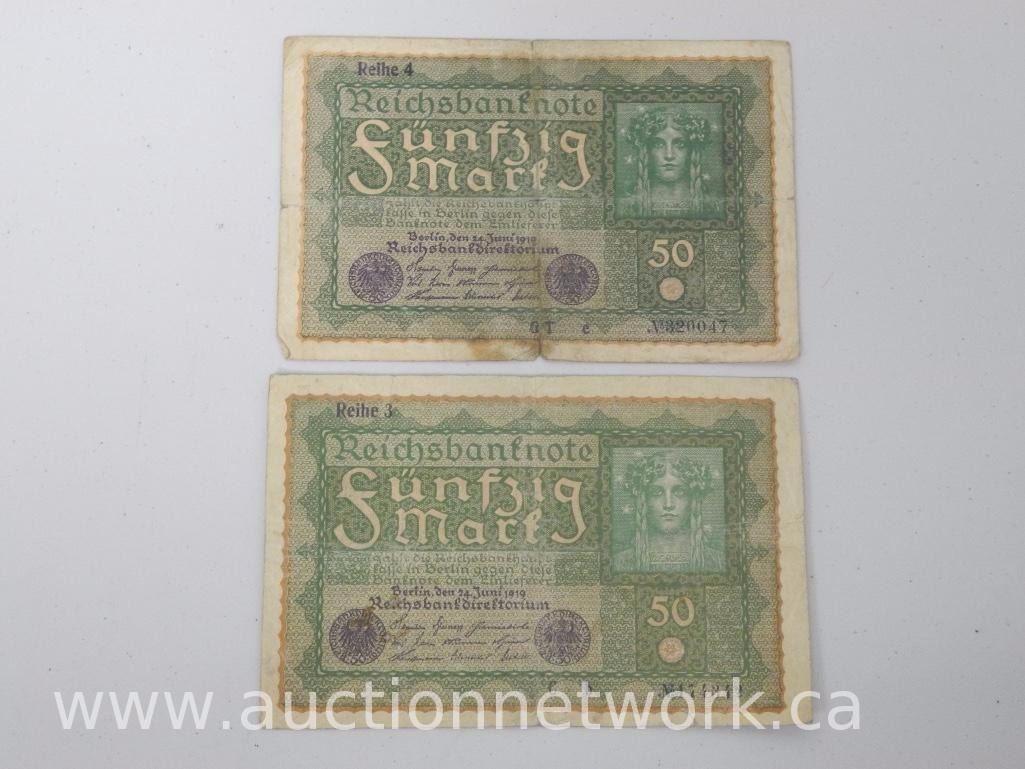 Reihe 4
Reichsbanknote
Fünfzig
Mark
zahlt die Reichsbankhaupt
kasse in Berlin gegen diese
Banknote dem Einlieferer
Berlin, den 24. Juni 1919
Reichsbankdirektorium
50
G T e №320047
Reihe 3
Reichsbanknote
Fünfzig
Mark
zahlt die Reichsbankhaupt
kasse in Berlin gegen diese
Banknote dem Einlieferer
Berlin, den 24. Juni 1919
Reichsbankdirektorium
50
www.auctionnetwork.ca